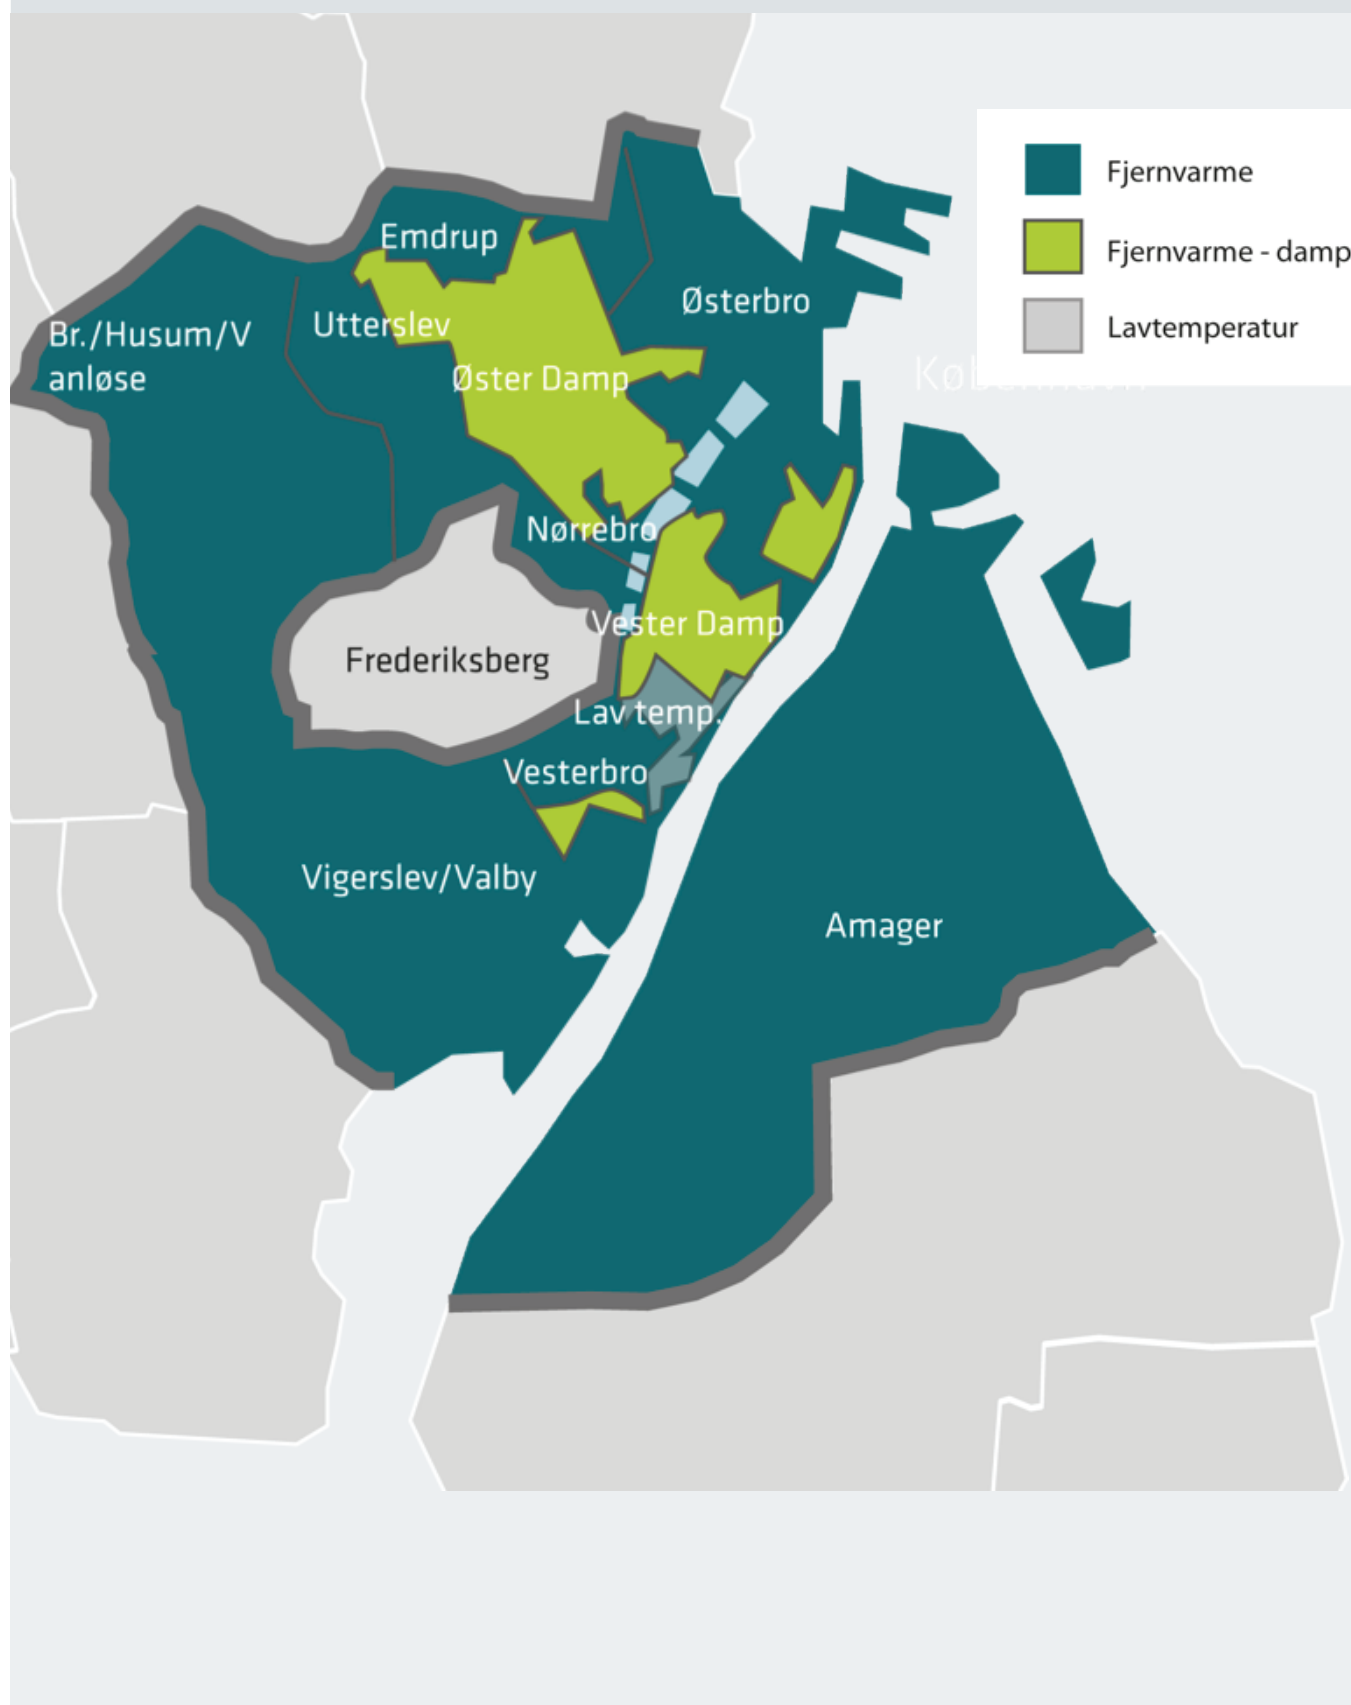 Fjernvarme
Emdrup
Fjernvarme - damp
Østerbro
Utterslev
Lavtemperatur
Br./Husum/V
anløse
Øster Damp
Nørrebro
Vester Damp
Frederiksberg
Lav temp.
Vesterbro
Vigerslev/Valby
Amager